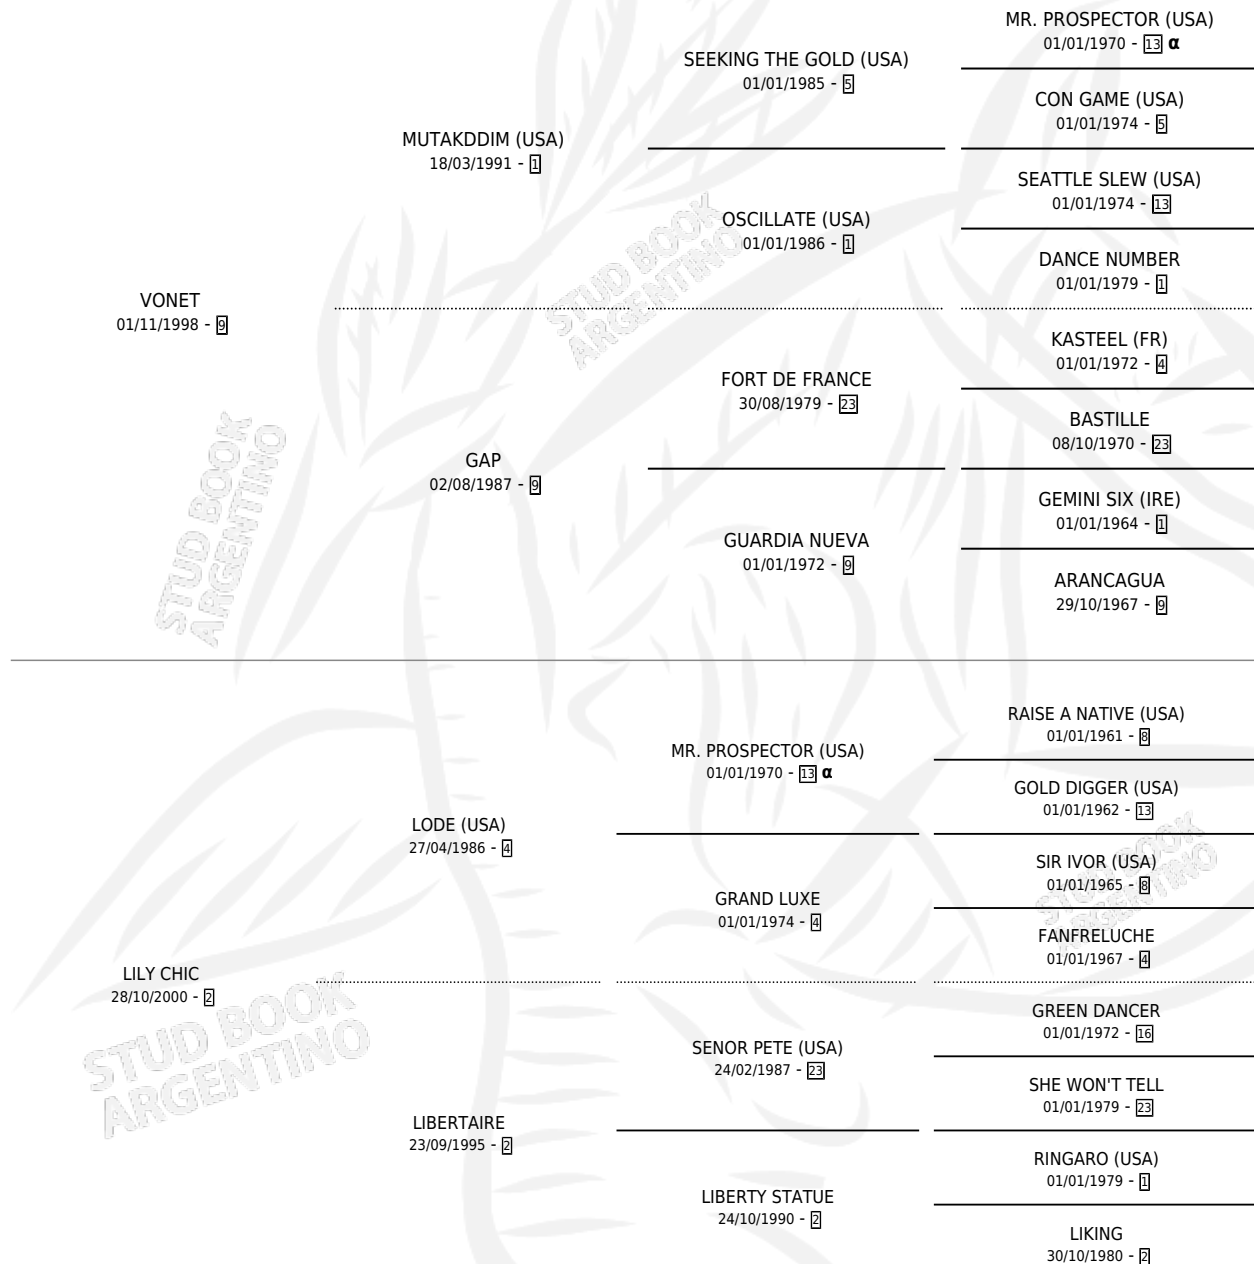 MR. PROSPECTOR (USA)
01/01/1970 - 13 α
SEEKING THE GOLD (USA)
01/01/1985 - 5
CON GAME (USA)
01/01/1974 - 5
MUTAKDDIM (USA)
18/03/1991 - 1
SEATTLE SLEW (USA)
01/01/1974 - 13
OSCILLATE (USA)
01/01/1986 - 1
DANCE NUMBER
01/01/1979 - 1
VONET
01/11/1998 - 9
KASTEEL (FR)
01/01/1972 - 4
FORT DE FRANCE
30/08/1979 - 23
BASTILLE
08/10/1970 - 23
GAP
02/08/1987 - 9
GEMINI SIX (IRE)
01/01/1964 - 1
GUARDIA NUEVA
01/01/1972 - 9
ARANCAGUA
29/10/1967 - 9
RAISE A NATIVE (USA)
01/01/1961 - 8
MR. PROSPECTOR (USA)
01/01/1970 - 13 α
GOLD DIGGER (USA)
01/01/1962 - 13
LODE (USA)
27/04/1986 - 4
SIR IVOR (USA)
01/01/1965 - 8
GRAND LUXE
01/01/1974 - 4
FANFRELUCHE
01/01/1967 - 4
LILY CHIC
28/10/2000 - 2
GREEN DANCER
01/01/1972 - 16
SENOR PETE (USA)
24/02/1987 - 23
SHE WON'T TELL
01/01/1979 - 23
LIBERTAIRE
23/09/1995 - 2
RINGARO (USA)
01/01/1979 - 1
LIBERTY STATUE
24/10/1990 - 2
LIKING
30/10/1980 - 2
STUD BOOK
ARGENTINO
STUD BOOK
ARGENTINO
STUD BOOK
ARGENTINO
STUD BOOK
ARGENTINO